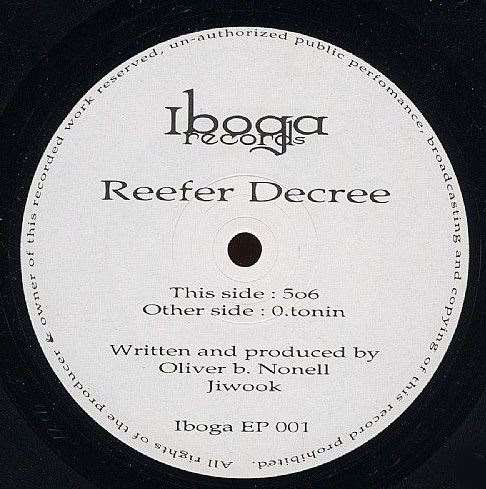 Iboga
records
Reefer Decree
This side : 5o6
Other side : 0.tonin
Written and produced by
Oliver b. Nonell
Jiwook
Iboga EP 001
All rights of the producer & owner of this recorded work reserved, un-authorized public perfomance, broadcasting and copying of this record prohibited.